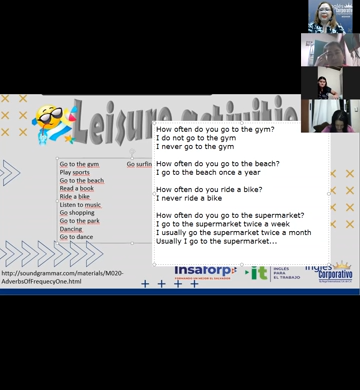 Leisure activitie
Go to the gym
Go surfin
Play sports
Go to the beach
Read a book
Ride a bike
Listen to music
Go shopping
Go to the park
Dancing
Go to dance
How often do you go to the gym?
I do not go to the gym
I never go to the gym
How often do you go to the beach?
I go to the beach once a year
How often do you ride a bike?
I never ride a bike
How often do you go to the supermarket?
I go to the supermarket twice a week
I usually go the supermarket twice a month
Usually I go to the supermarket...
http://soundgrammar.com/materials/M020-
AdverbsOfFrequecyOne.html
Insaforp
it
INGLÉS
PARA EL
TRABAJO
Inglés
Corporativo